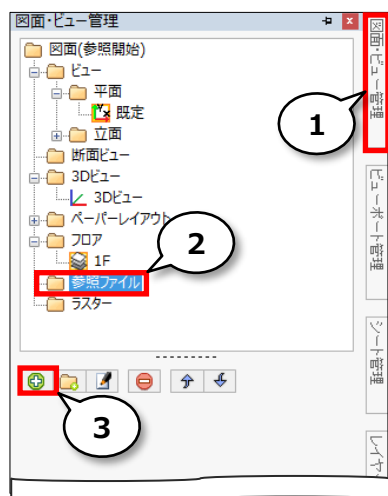 図面・ビュー管理
図面(参照開始)
ビュー
平面
既定
立面
断面ビュー
3Dビュー
3Dビュー
ペーパーレイアウト
フロア
1F
参照ファイル
ラスター
1
2
3
図面・ビュー管理
ビューポート管理
シート管理
レイヤ